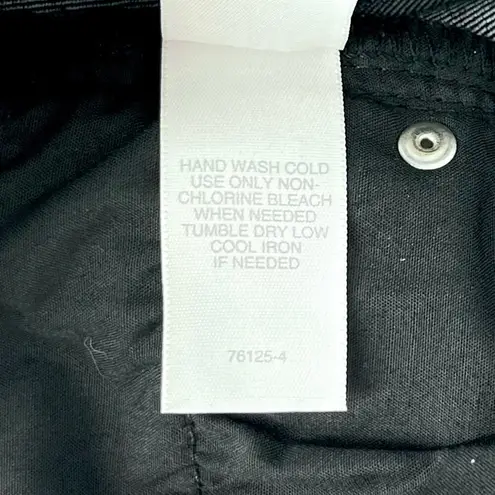 HAND WASH COLD
USE ONLY NON-
CHLORINE BLEACH
WHEN NEEDED
TUMBLE DRY LOW
COOL IRON
IF NEEDED
76125-4